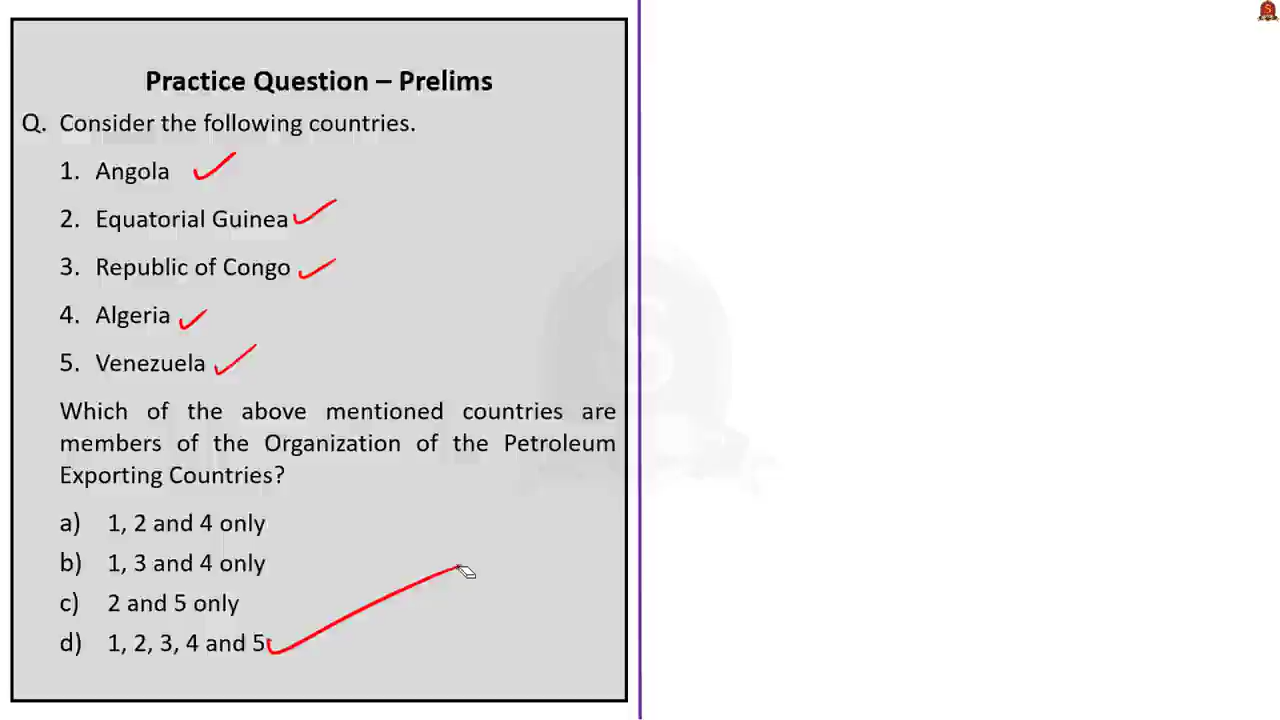 Practice Question – Prelims
Q. Consider the following countries.
1. Angola
2. Equatorial Guinea
3. Republic of Congo
4. Algeria
5. Venezuela
Which of the above mentioned countries are
members of the Organization of the Petroleum
Exporting Countries?
a) 1, 2 and 4 only
b) 1, 3 and 4 only
c) 2 and 5 only
d) 1, 2, 3, 4 and 5